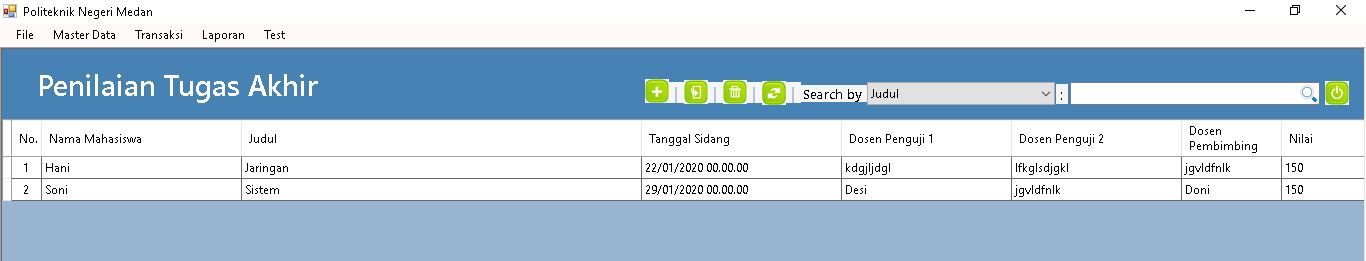 Politeknik Negeri Medan
File Master Data Transaksi Laporan Test
Penilaian Tugas Akhir
Search by Judul :
No. Nama Mahasiswa Judul Tanggal Sidang Dosen Penguji 1 Dosen Penguji 2 Dosen Pembimbing Nilai
1 Hani Jaringan 22/01/2020 00.00.00 kdgjljdgl lfkglsdjgkl jgvldfnlk 150
2 Soni Sistem 29/01/2020 00.00.00 Desi jgvldfnlk Doni 150